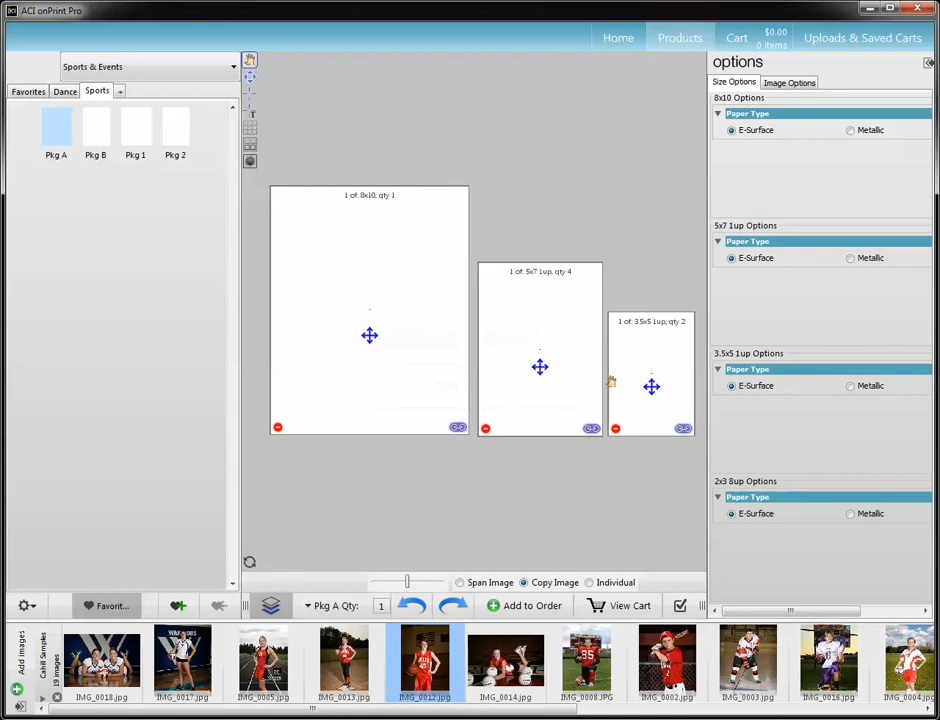 ACI onPrint Pro
Home Products Cart $0.00 0 items Uploads & Saved Carts
Sports & Events
Favorites Dance Sports +
Pkg A Pkg B Pkg 1 Pkg 2
1 of: 8x10, qty 1
1 of: 5x7 1up, qty 4
1 of: 3.5x5 1up, qty 2
options
Size Options Image Options
8x10 Options
Paper Type
E-Surface Metallic
5x7 1up Options
Paper Type
E-Surface Metallic
3.5x5 1up Options
Paper Type
E-Surface Metallic
2x3 8up Options
Paper Type
E-Surface Metallic
Span Image Copy Image Individual
Favorit... Pkg A Qty: 1 Add to Order View Cart
Add images
Cahill Samples
19 images
IMG_0018.jpg IMG_0017.jpg IMG_0005.jpg IMG_0013.jpg IMG_0012.jpg IMG_0014.jpg IMG_0008.JPG IMG_0002.jpg IMG_0003.jpg IMG_0016.jpg IMG_0004.jpg